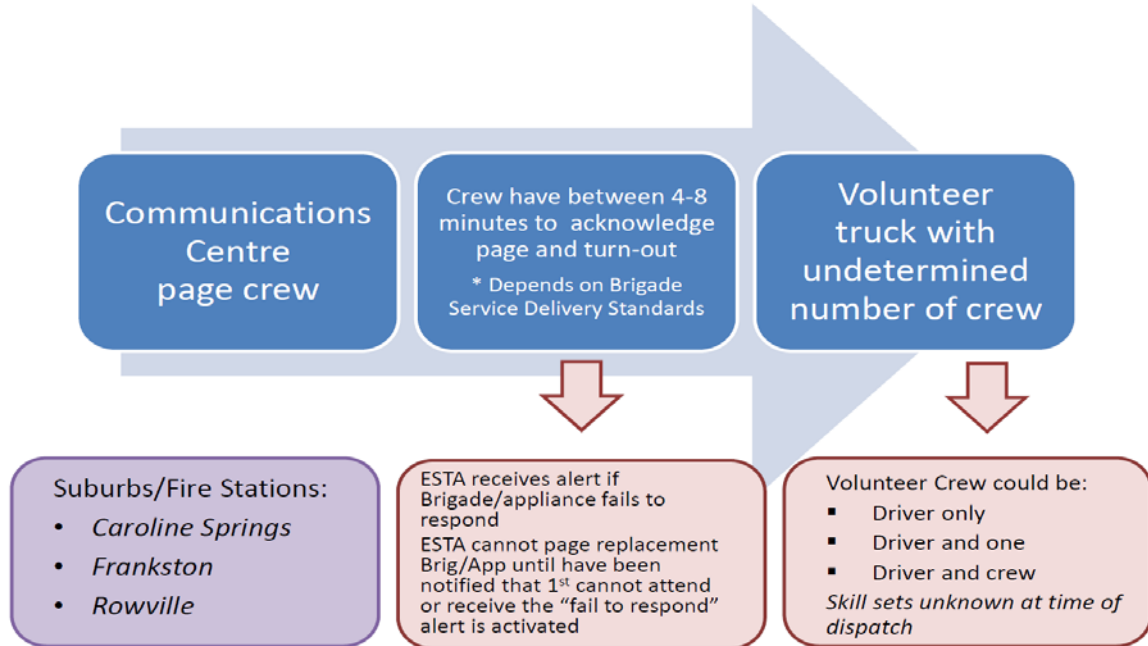 Communications
Centre
page crew
Crew have between 4-8
minutes to acknowledge
page and turn-out
* Depends on Brigade
Service Delivery Standards
Volunteer
truck with
undetermined
number of crew
Suburbs/Fire Stations:
• Caroline Springs
• Frankston
• Rowville
ESTA receives alert if
Brigade/appliance fails to
respond
ESTA cannot page replacement
Brig/App until have been
notified that 1st cannot attend
or receive the “fail to respond”
alert is activated
Volunteer Crew could be:
▪ Driver only
▪ Driver and one
▪ Driver and crew
Skill sets unknown at time of
dispatch